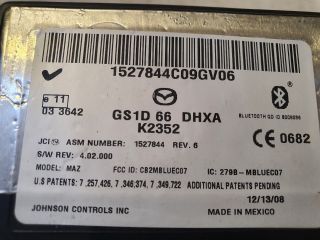 1527844C09GV06
e 11
03 3642
GS1D 66 DHXA
K2352
BLUETOOTH QD ID B009
CE 0682
JCI ASM NUMBER: 1527844 REV. 6
S/W REV: 4.02.000
MODEL: MAZ FCC ID: CB2MBLUEC07 IC: 279B-MBLUEC07
U.S PATENTS: 7,257,426, 7,346,374, 7,349,722 ADDITIONAL PATENTS PENDING
12/13/08
JOHNSON CONTROLS INC MADE IN MEXICO